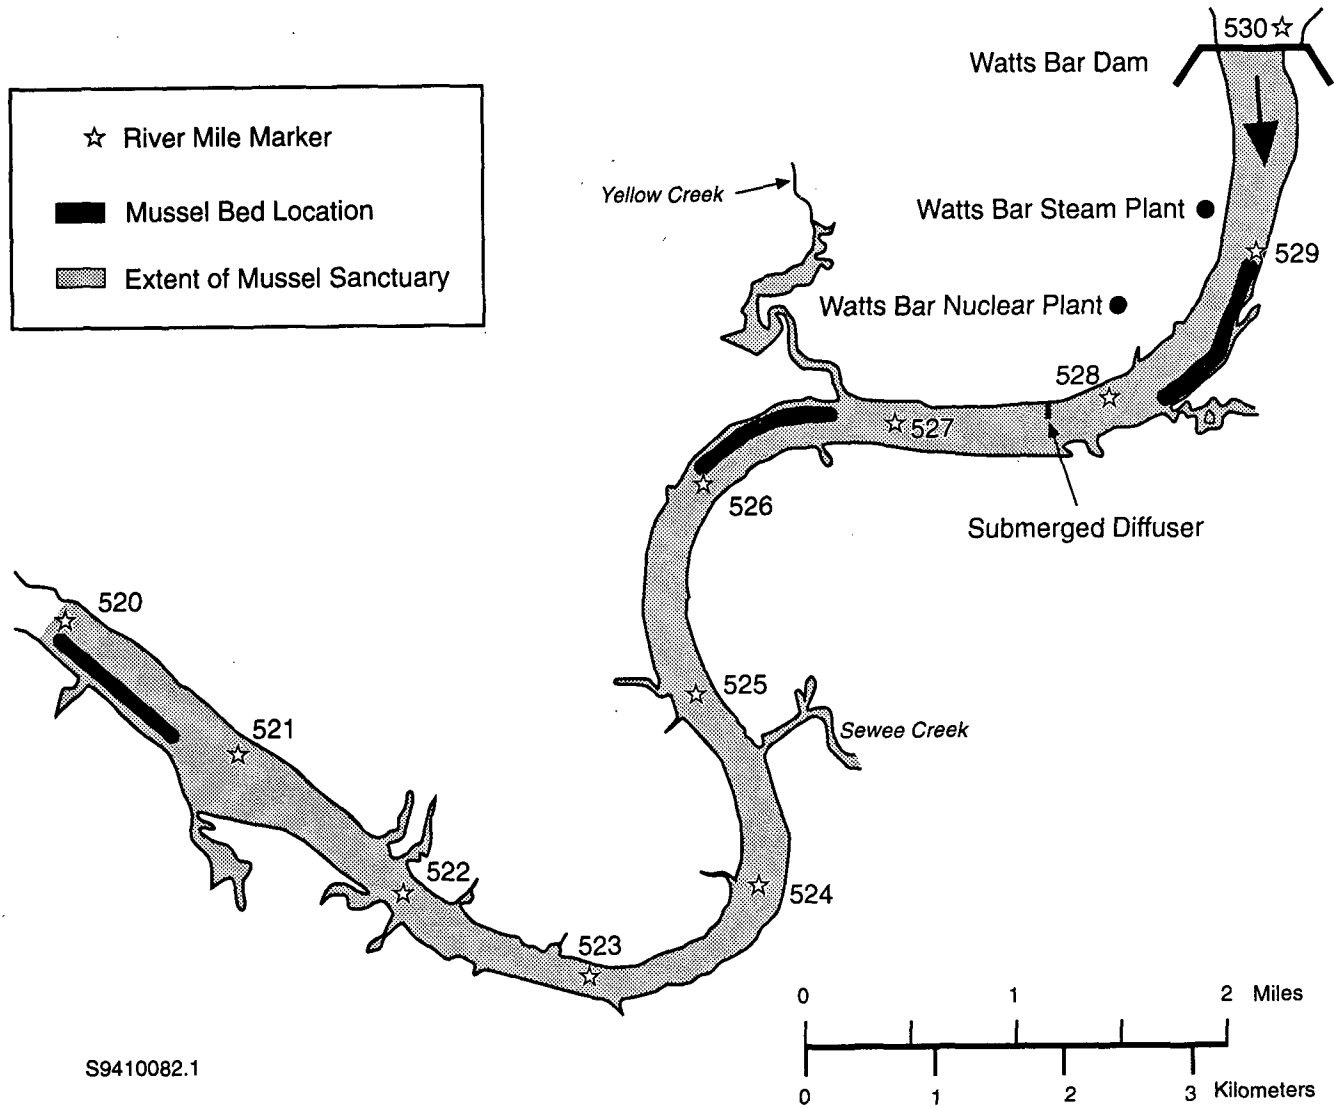 530
Watts Bar Dam
River Mile Marker
Mussel Bed Location
Extent of Mussel Sanctuary
Yellow Creek
Watts Bar Steam Plant
529
Watts Bar Nuclear Plant
528
527
526
Submerged Diffuser
520
525
521
Sewee Creek
522
524
523
0 1 2 Miles
S9410082.1
0 1 2 3 Kilometers